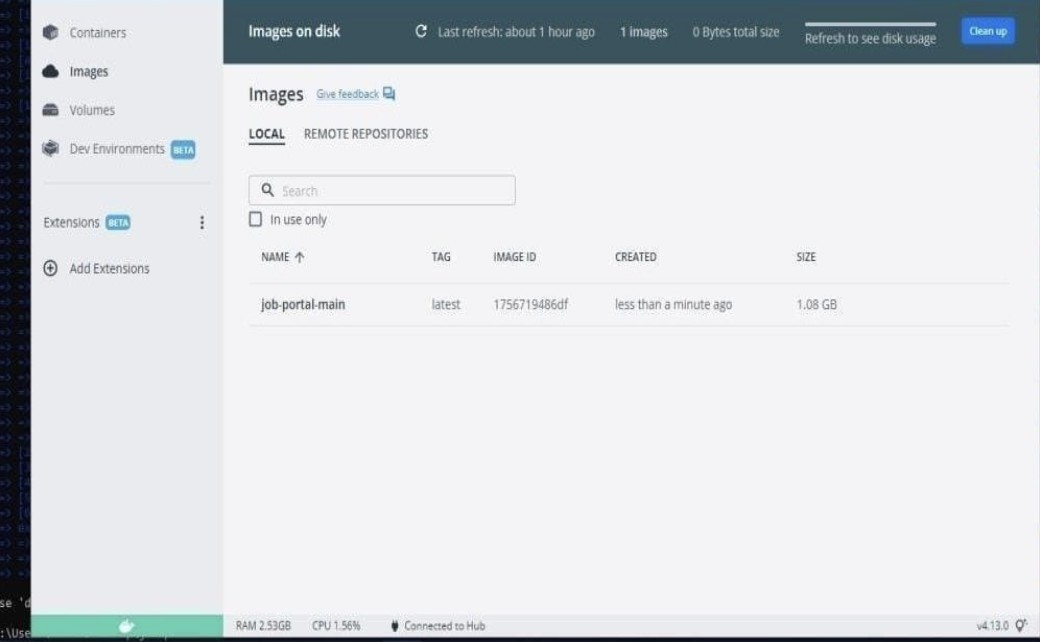 Containers
Images
Volumes
Dev Environments BETA
Extensions BETA
Add Extensions
Images on disk
Last refresh: about 1 hour ago
1 images
0 Bytes total size
Refresh to see disk usage
Clean up
Images Give feedback
LOCAL REMOTE REPOSITORIES
Search
In use only
NAME TAG IMAGE ID CREATED SIZE
job-portal-main latest 1756719486df less than a minute ago 1.08 GB
RAM 2.53GB CPU 1.56% Connected to Hub v4.13.0
se 'd
:\Use